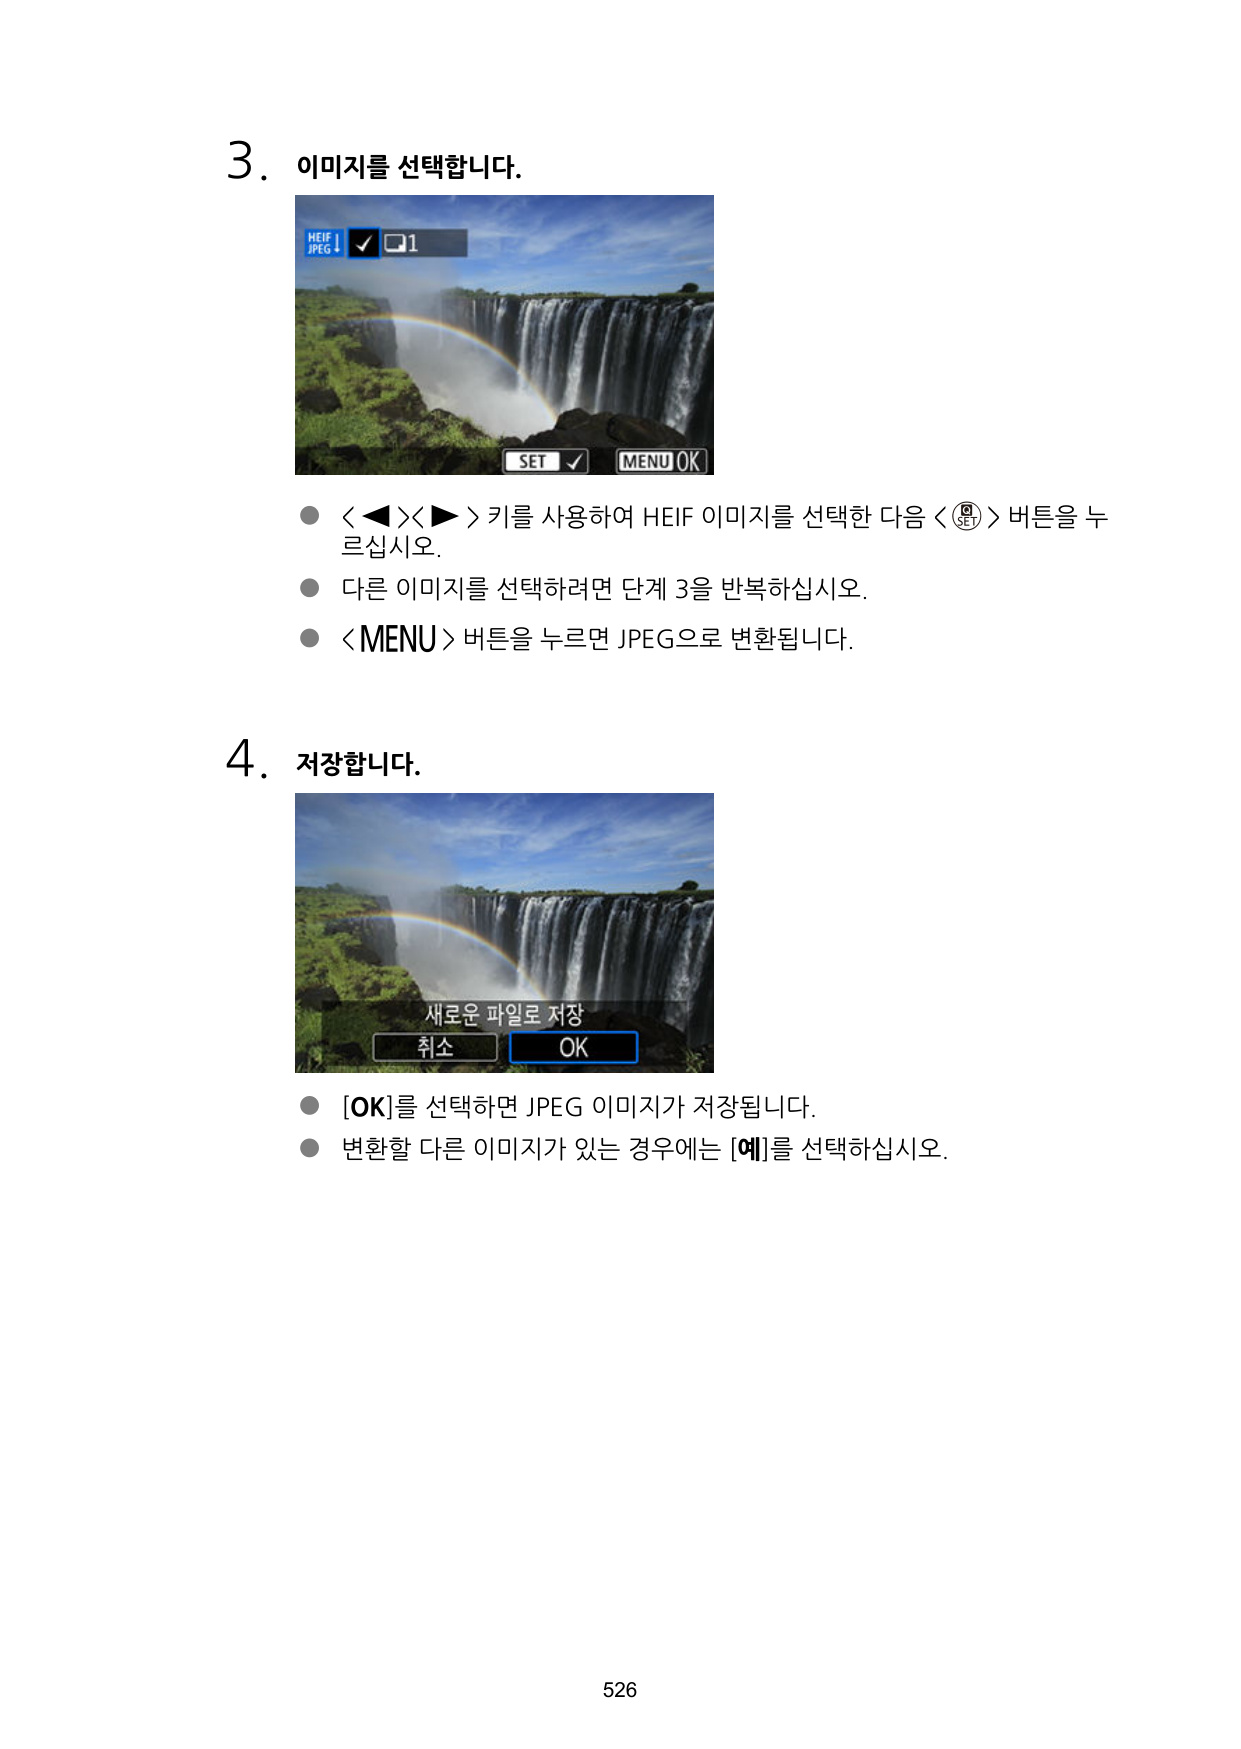 3. 이미지를 선택합니다.
HEIF
JPEG
1
SET MENU OK
● <◀><▶> 키를 사용하여 HEIF 이미지를 선택한 다음 <Q SET> 버튼을 누
르십시오.
● 다른 이미지를 선택하려면 단계 3을 반복하십시오.
● <MENU> 버튼을 누르면 JPEG으로 변환됩니다.
4. 저장합니다.
새로운 파일로 저장
취소 OK
● [OK]를 선택하면 JPEG 이미지가 저장됩니다.
● 변환할 다른 이미지가 있는 경우에는 [예]를 선택하십시오.
526